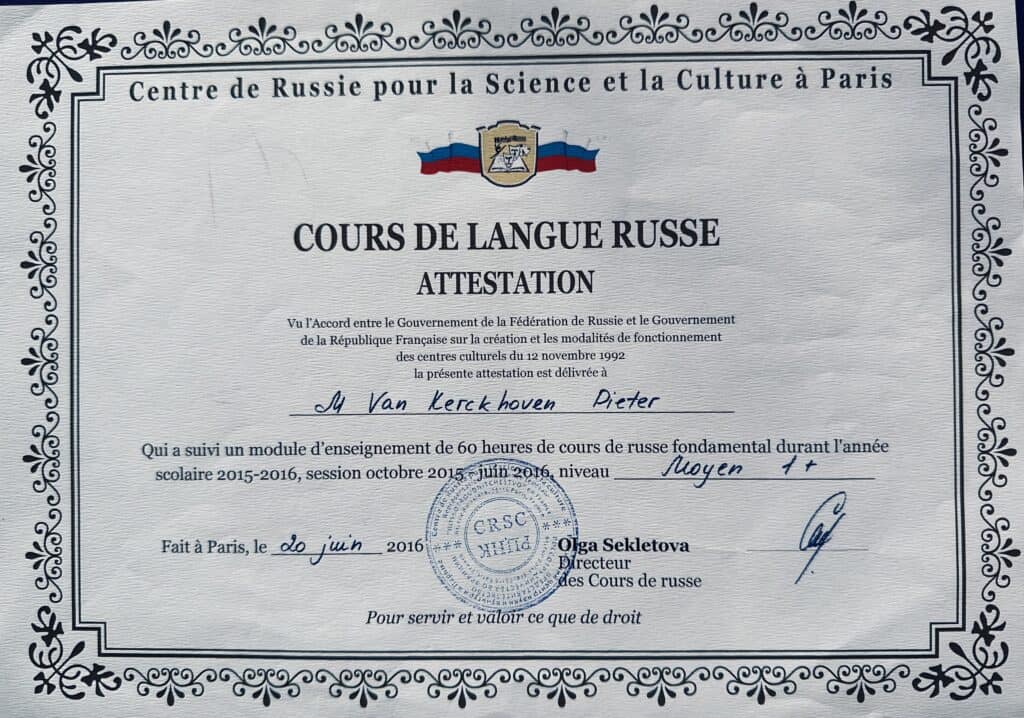 Centre de Russie pour la Science et la Culture à Paris
COURS DE LANGUE RUSSE
ATTESTATION
Vu l'Accord entre le Gouvernement de la Fédération de Russie et le Gouvernement
de la République Française sur la création et les modalités de fonctionnement
des centres culturels du 12 novembre 1992
la présente attestation est délivrée à
M Van Kerckhoven Pieter
Qui a suivi un module d'enseignement de 60 heures de cours de russe fondamental durant l'année
scolaire 2015-2016, session octobre 2015 - juin 2016, niveau Moyen 1+
CRSC
РЦНК
Fait à Paris, le 20 juin 2016
Olga Sekletova
Directeur
des Cours de russe
Pour servir et valoir ce que de droit